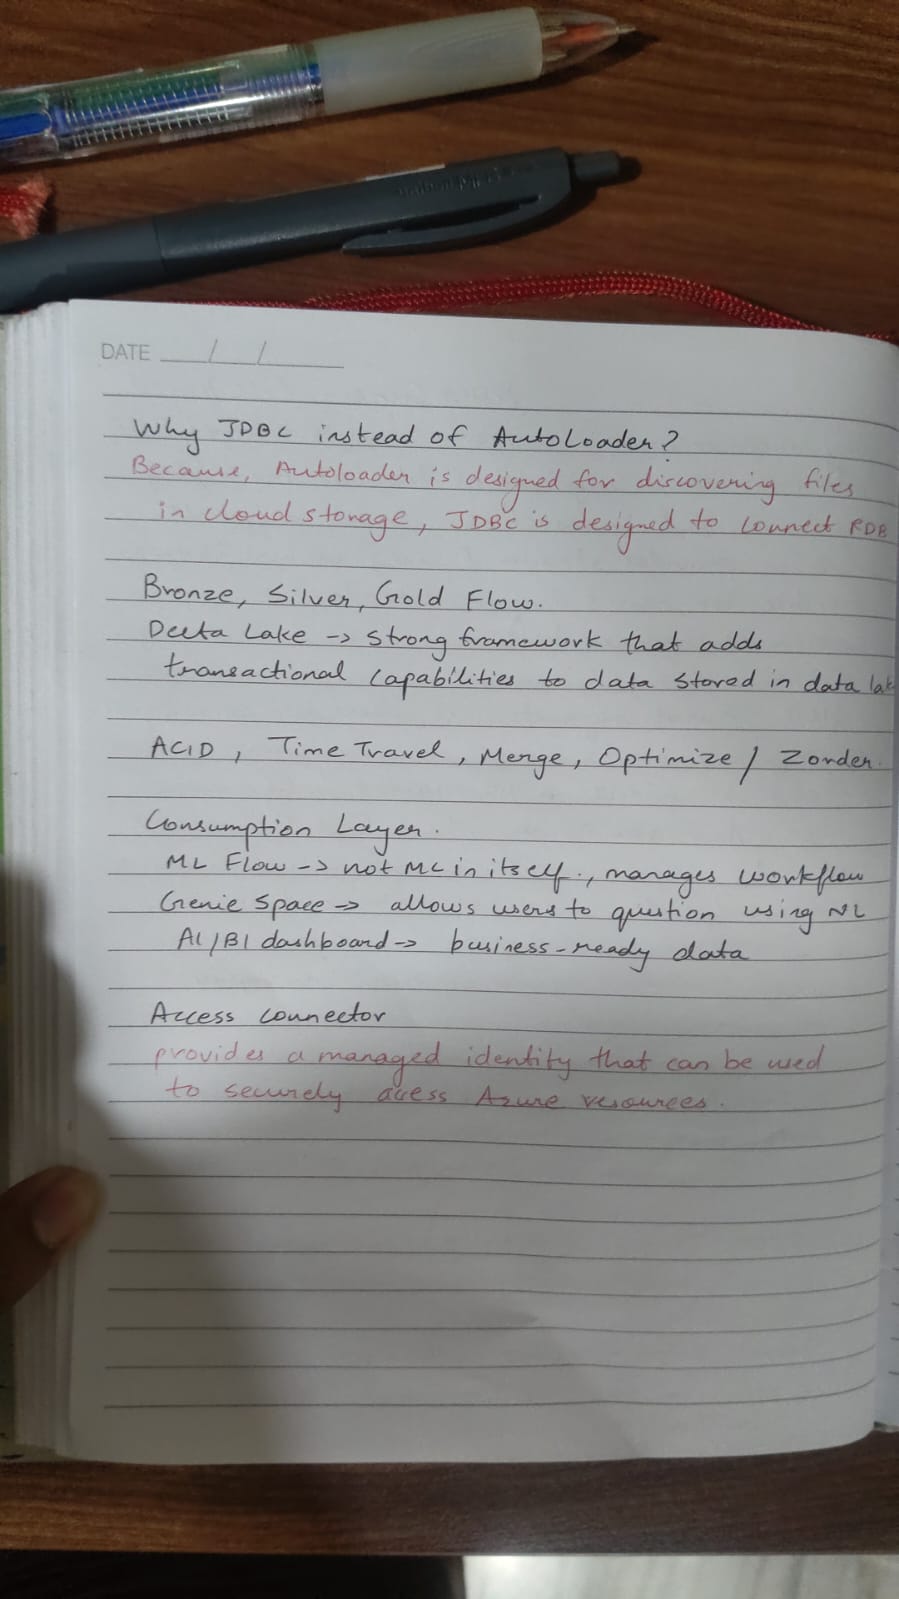 DATE / /
Why JDBC instead of AutoLoader?
Because, Autoloader is designed for discovering files
in cloud storage, JDBC is designed to connect RDB
Bronze, Silver, Gold Flow.
Delta Lake -> Strong framework that adds
transactional capabilities to data stored in data lak
ACID, Time Travel, Merge, Optimize / Zorder.
Consumption Layer.
ML Flow -> not ML in itself., manages workflow
Genie Space -> allows users to question using NL
AI/BI dashboard -> business-ready data
Access connector
provides a managed identity that can be used
to securely access Azure resources.